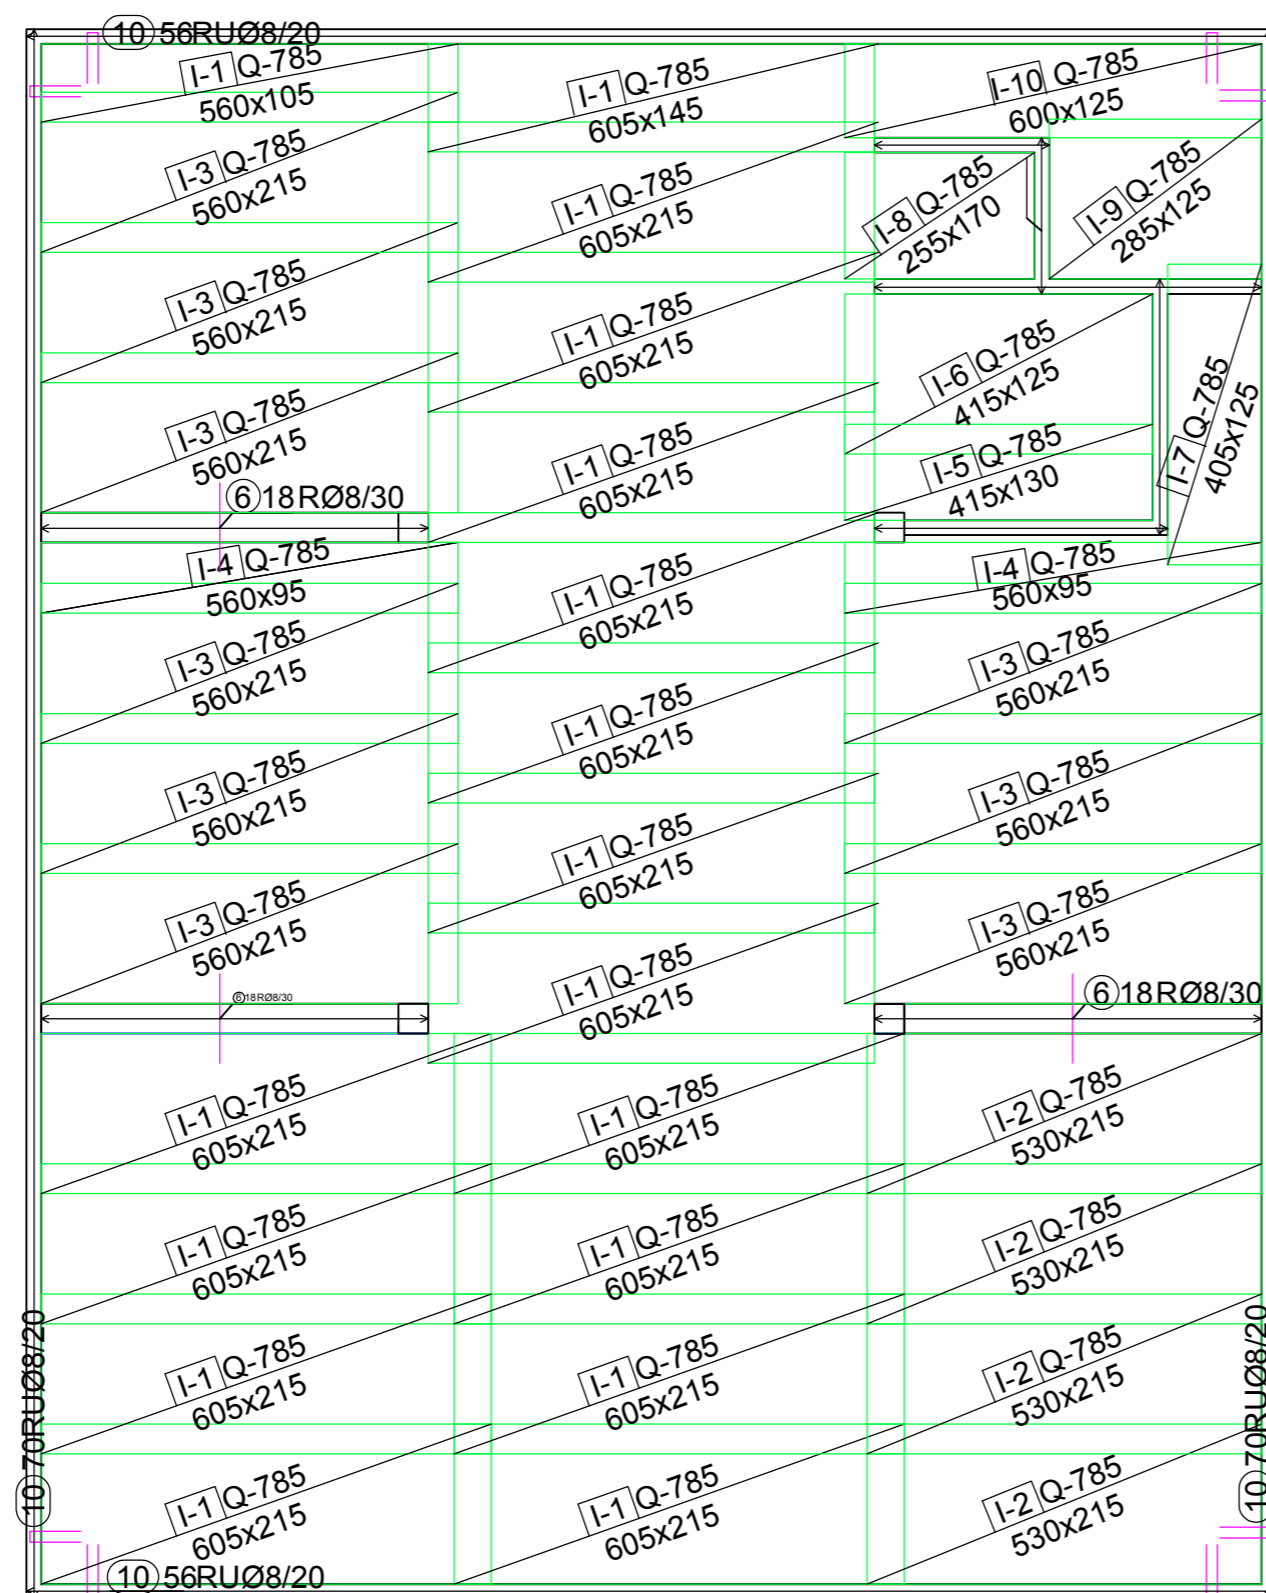 10 56RUØ8/20
I-1 Q-785
560x105
I-1 Q-785
605x145
I-10 Q-785
600x125
I-3 Q-785
560x215
I-1 Q-785
605x215
I-8 Q-785
255x170
I-9 Q-785
285x125
I-3 Q-785
560x215
I-1 Q-785
605x215
I-6 Q-785
415x125
I-7 Q-785
405x125
I-3 Q-785
560x215
I-1 Q-785
605x215
I-5 Q-785
415x130
6 18RØ8/30
I-4 Q-785
560x95
I-1 Q-785
605x215
I-4 Q-785
560x95
I-3 Q-785
560x215
I-1 Q-785
605x215
I-3 Q-785
560x215
I-3 Q-785
560x215
I-1 Q-785
605x215
I-3 Q-785
560x215
I-3 Q-785
560x215
I-1 Q-785
605x215
I-3 Q-785
560x215
6 18RØ8/30
6 18RØ8/30
I-1 Q-785
605x215
I-1 Q-785
605x215
I-2 Q-785
530x215
I-1 Q-785
605x215
I-1 Q-785
605x215
I-2 Q-785
530x215
10 70RUØ8/20
I-1 Q-785
605x215
I-1 Q-785
605x215
I-2 Q-785
530x215
10 70RUØ8/20
I-1 Q-785
605x215
I-1 Q-785
605x215
I-2 Q-785
530x215
10 56RUØ8/20